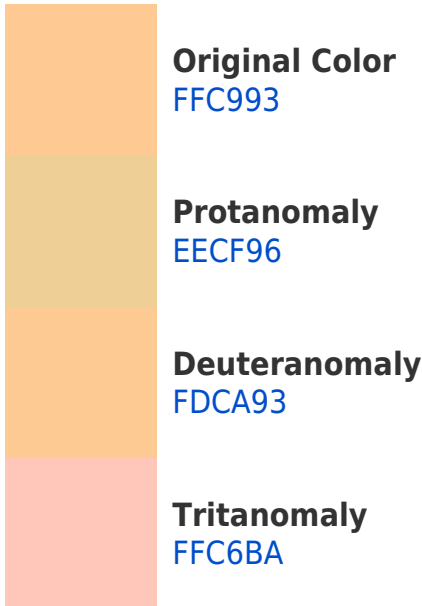 Original Color
FFC993
Protanomaly
EECF96
Deuteranomaly
FDCA93
Tritanomaly
FFC6BA